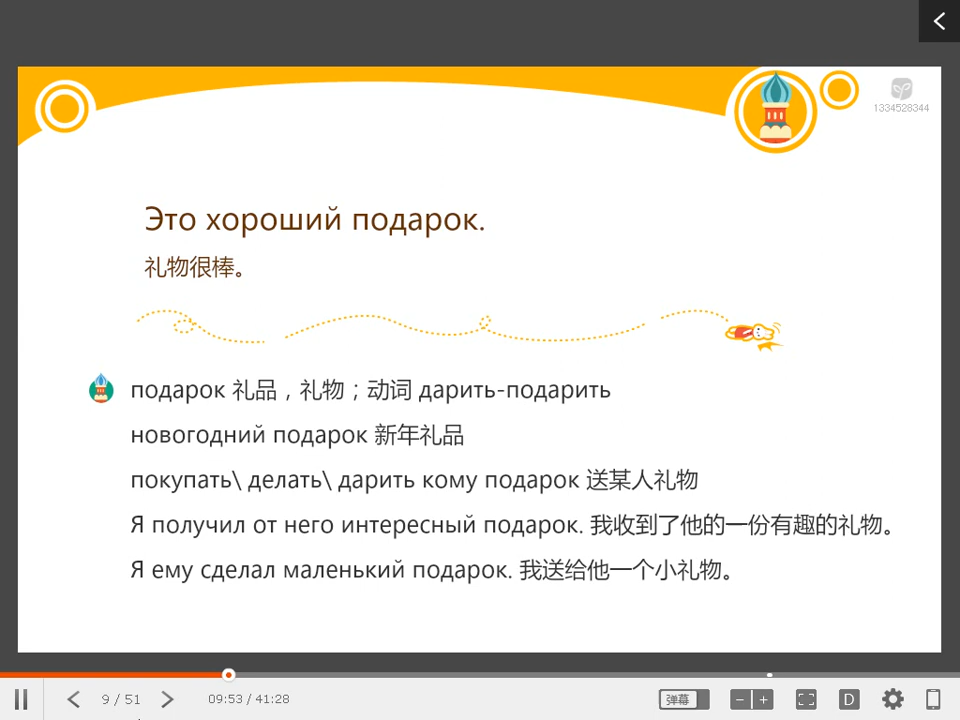 1334528344
Это хороший подарок.
礼物很棒。
подарок 礼品，礼物；动词 дарить-подарить
новогодний подарок 新年礼品
покупать\ делать\ дарить кому подарок 送某人礼物
Я получил от него интересный подарок. 我收到了他的一份有趣的礼物。
Я ему сделал маленький подарок. 我送给他一个小礼物。
9 / 51 09:53 / 41:28 弹幕 D